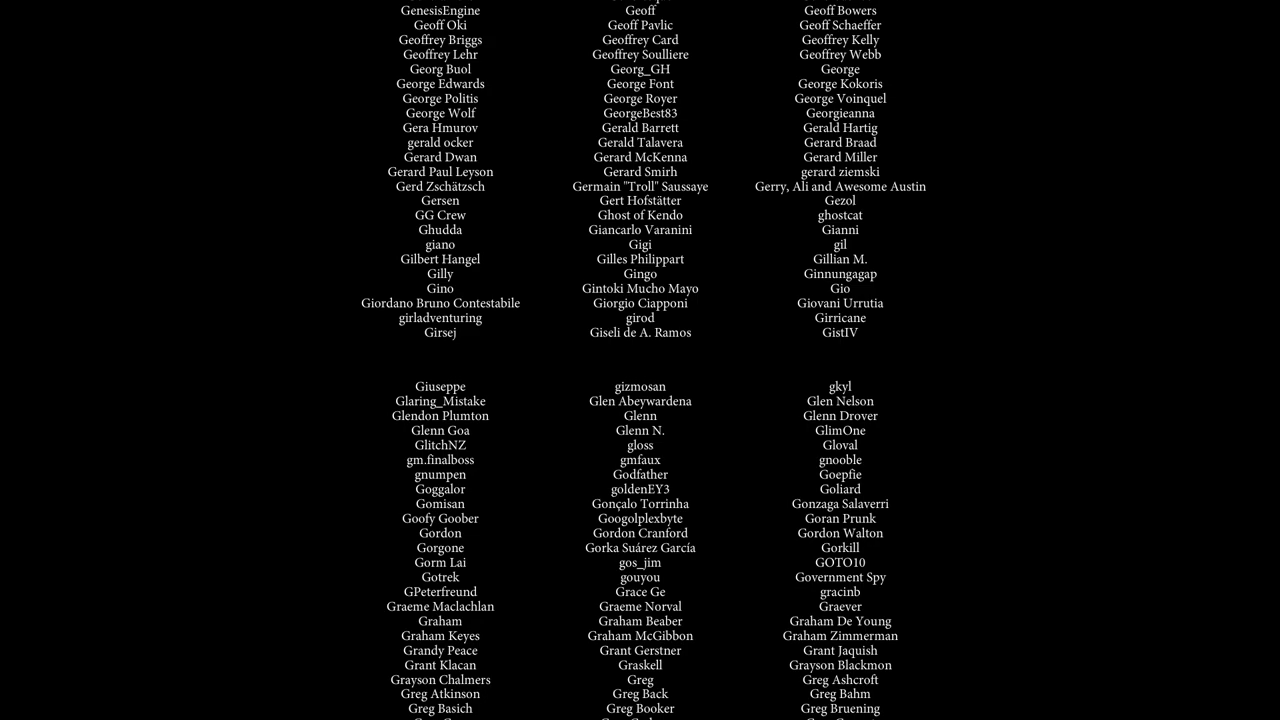 GenesisEngine Geoff Geoff Bowers
Geoff Oki Geoff Pavlic Geoff Schaeffer
Geoffrey Briggs Geoffrey Card Geoffrey Kelly
Geoffrey Lehr Geoffrey Soulliere Geoffrey Webb
Georg Buol Georg_GH George
George Edwards George Font George Kokoris
George Politis George Royer George Voinquel
George Wolf GeorgeBest83 Georgieanna
Gera Hmurov Gerald Barrett Gerald Hartig
gerald ocker Gerald Talavera Gerard Braad
Gerard Dwan Gerard McKenna Gerard Miller
Gerard Paul Leyson Gerard Smirh gerard ziemski
Gerd Zschätzsch Germain "Troll" Saussaye Gerry, Ali and Awesome Austin
Gersen Gert Hofstätter Gezol
GG Crew Ghost of Kendo ghostcat
Ghudda Giancarlo Varanini Gianni
giano Gigi gil
Gilbert Hangel Gilles Philippart Gillian M.
Gilly Gingo Ginnungagap
Gino Gintoki Mucho Mayo Gio
Giordano Bruno Contestabile Giorgio Ciapponi Giovani Urrutia
girladventuring girod Girricane
Girsej Giseli de A. Ramos GistIV
Giuseppe gizmosan gkyl
Glaring_Mistake Glen Abeywardena Glen Nelson
Glendon Plumton Glenn Glenn Drover
Glenn Goa Glenn N. GlimOne
GlitchNZ gloss Gloval
gm.finalboss gmfaux gnooble
gnumpen Godfather Goepfie
Goggalor goldenEY3 Goliard
Gomisan Gonçalo Torrinha Gonzaga Salaverri
Goofy Goober Googolplexbyte Goran Prunk
Gordon Gordon Cranford Gordon Walton
Gorgone Gorka Suárez García Gorkill
Gorm Lai gos_jim GOTO10
Gotrek gouyou Government Spy
GPeterfreund Grace Ge gracinb
Graeme Maclachlan Graeme Norval Graever
Graham Graham Beaber Graham De Young
Graham Keyes Graham McGibbon Graham Zimmerman
Grandy Peace Grant Gerstner Grant Jaquish
Grant Klacan Graskell Grayson Blackmon
Grayson Chalmers Greg Greg Ashcroft
Greg Atkinson Greg Back Greg Bahm
Greg Basich Greg Booker Greg Bruening